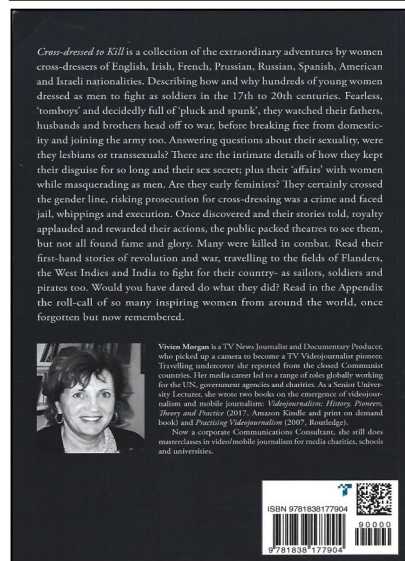 Cross-dressed to Kill is a collection of the extraordinary adventures by women
cross-dressers of English, Irish, French, Prussian, Russian, Spanish, American
and Israeli nationalities. Describing how and why hundreds of young women
dressed as men to fight as soldiers in the 17th to 20th centuries. Fearless,
'tomboys' and decidedly full of 'pluck and spunk', they watched their fathers,
husbands and brothers head off to war, before breaking free from domestic-
ity and joining the army too. Answering questions about their sexuality, were
they lesbians or transsexuals? There are the intimate details of how they kept
their disguise for so long and their sex secret; plus their 'affairs' with women
while masquerading as men. Are they early feminists? They certainly crossed
the gender line, risking prosecution for cross-dressing was a crime and faced
jail, whippings and execution. Once discovered and their stories told, royalty
applauded and rewarded their actions, the public packed theatres to see them,
but not all found fame and glory. Many were killed in combat. Read their
first-hand stories of revolution and war, travelling to the fields of Flanders,
the West Indies and India to fight for their country- as sailors, soldiers and
pirates too. Would you have dared do what they did? Read in the Appendix
the roll-call of so many inspiring women from around the world, once
forgotten but now remembered.
Vivien Morgan is a TV News Journalist and Documentary Producer,
who picked up a camera to become a TV Videojournalist pioneer.
Travelling undercover she reported from the closed Communist
countries. Her media career led to a range of roles globally working
for the UN, government agencies and charities. As a Senior Univer-
sity Lecturer, she wrote two books on the emergence of videojour-
nalism and mobile journalism: Videojournalism: History, Pioneers,
Theory and Practice (2017, Amazon Kindle and print on demand
book) and Practising Videojournalism (2007, Routledge).
Now a corporate Communications Consultant, she still does
masterclasses in video/mobile journalism for media charities, schools
and universities.
ISBN 9781838177904
90000
9 781838 177904